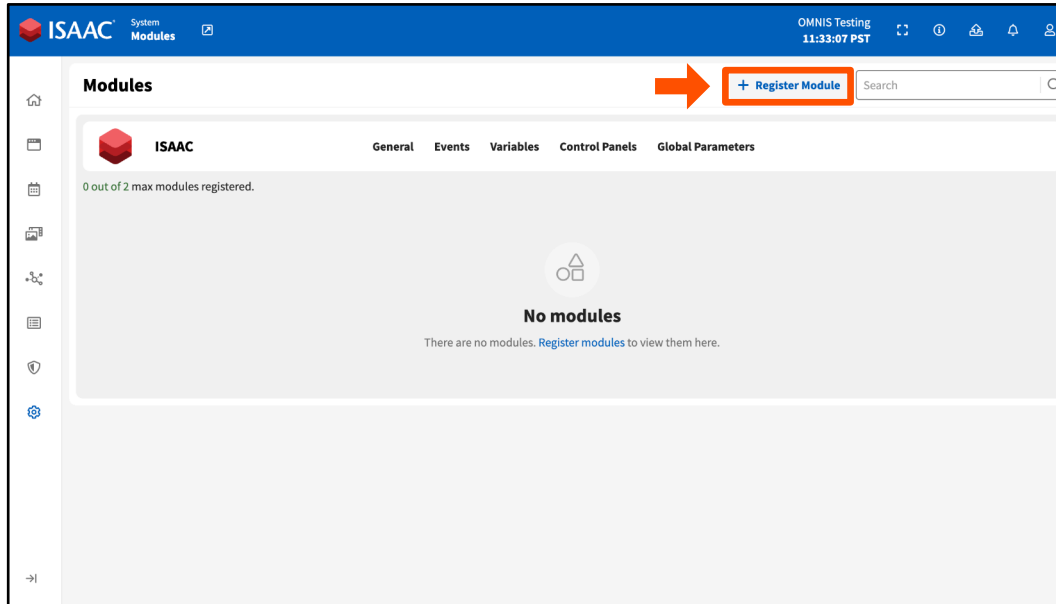 ISAAC
System
Modules
OMNIS Testing
11:33:07 PST
Modules
+ Register Module
Search
ISAAC
General Events Variables Control Panels Global Parameters
0 out of 2 max modules registered.
No modules
There are no modules. Register modules to view them here.